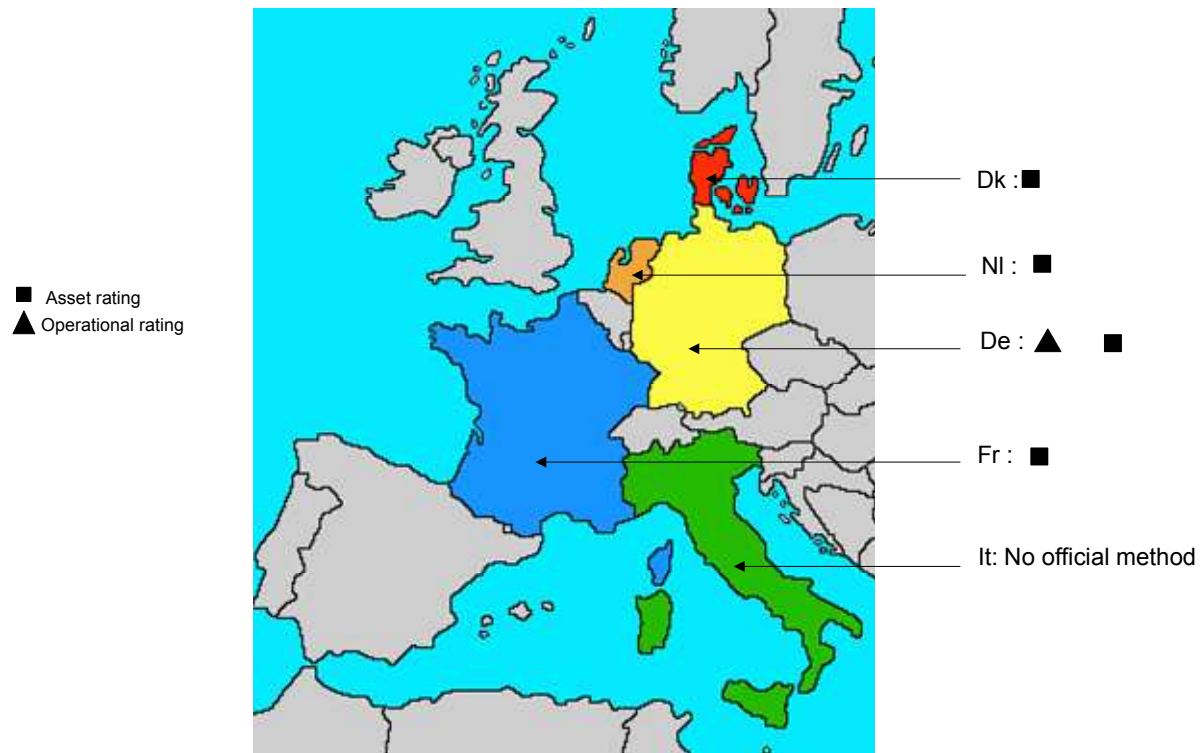 ■ Asset rating
▲ Operational rating
Dk : ■
Nl : ■
De : ▲ ■
Fr : ■
It: No official method